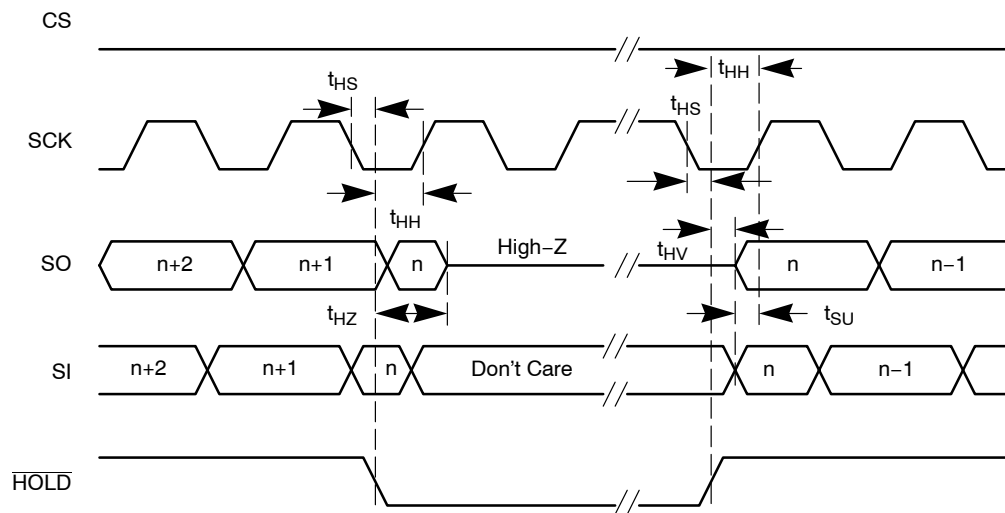 CS
tHH
tHS
tHS
SCK
tHH
SO
n+2
n+1
n
High−Z
tHV
n
n−1
tHZ
tSU
SI
n+2
n+1
n
Don't Care
n
n−1
HOLD